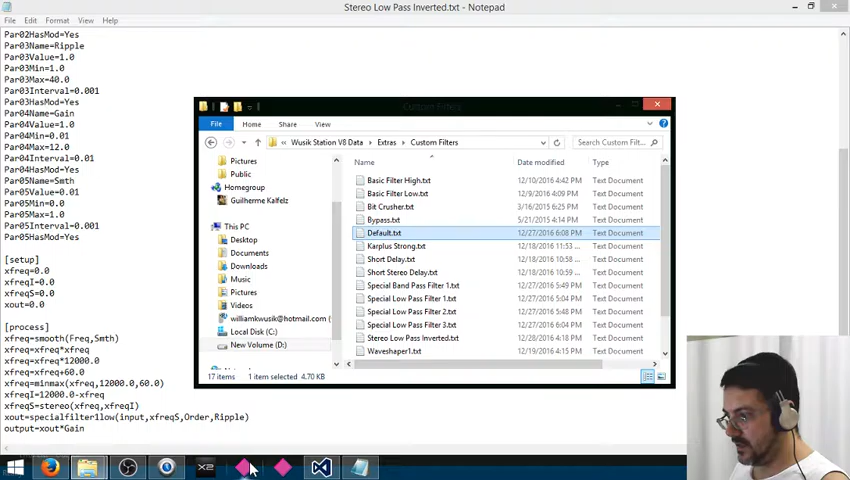 Stereo Low Pass Inverted.txt - Notepad
File Edit Format View Help
Par02HasMod=Yes
Par03Name=Ripple
Par03Value=1.0
Par03Min=1.0
Par03Max=40.0
Par03Interval=0.001
Par03HasMod=Yes
Par04Name=Gain
Par04Value=1.0
Par04Min=0.01
Par04Max=12.0
Par04Interval=0.01
Par04HasMod=Yes
Par05Name=Smth
Par05Value=0.01
Par05Min=0.0
Par05Max=1.0
Par05Interval=0.001
Par05HasMod=Yes
[setup]
xfreq=0.0
xfreqI=0.0
xfreqS=0.0
xout=0.0
[process]
xfreq=smooth(Freq,Smth)
xfreq=xfreq*xfreq
xfreq=xfreq*12000.0
xfreq=xfreq+60.0
xfreq=minmax(xfreq,12000.0,60.0)
xfreqI=12000.0-xfreq
xfreqS=stereo(xfreq,xfreqI)
xout=specialfilter1low(input,xfreqS,Order,Ripple)
output=xout*Gain
Custom Filters
File Home Share View
Wusik Station V8 Data Extras Custom Filters
Search Custom Filt...
Pictures
Public
Homegroup
Guilherme Kalfelz
This PC
Desktop
Documents
Downloads
Music
Pictures
Videos
williamkwusik@hotmail.com
Local Disk (C:)
New Volume (D:)
Name Date modified Type
Basic Filter High.txt 12/10/2016 4:42 PM Text Document
Basic Filter Low.txt 12/9/2016 4:09 PM Text Document
Bit Crusher.txt 3/16/2015 6:25 PM Text Document
Bypass.txt 5/21/2015 4:14 PM Text Document
Default.txt 12/27/2016 6:08 PM Text Document
Karplus Strong.txt 12/18/2016 11:53 ... Text Document
Short Delay.txt 12/18/2016 10:58 ... Text Document
Short Stereo Delay.txt 12/18/2016 10:59 ... Text Document
Special Band Pass Filter 1.txt 12/27/2016 5:49 PM Text Document
Special Low Pass Filter 1.txt 12/27/2016 5:04 PM Text Document
Special Low Pass Filter 2.txt 12/27/2016 5:48 PM Text Document
Special Low Pass Filter 3.txt 12/27/2016 6:04 PM Text Document
Stereo Low Pass Inverted.txt 12/18/2016 6:11 PM Text Document
Waveshaper1.txt 12/19/2016 4:15 PM Text Document
17 items 1 item selected 4.70 KB
X2